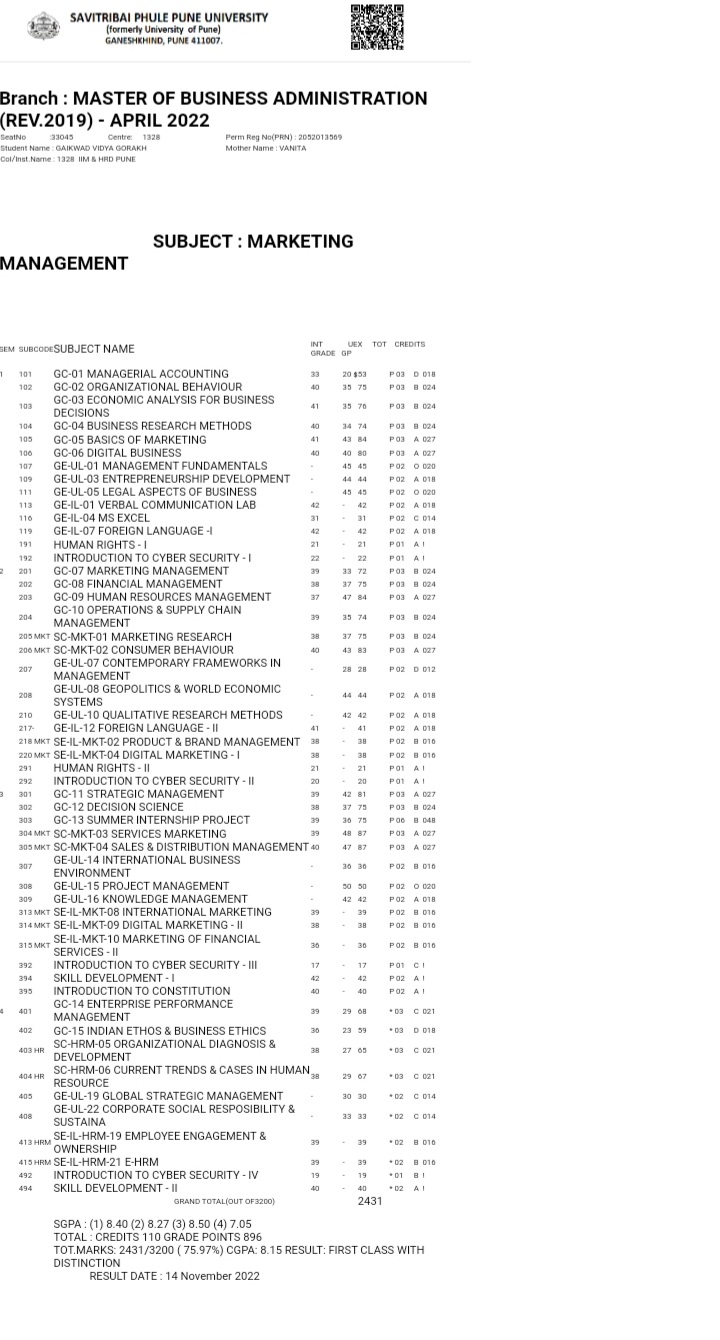 SAVITRIBAI PHULE PUNE UNIVERSITY
(formerly University of Pune)
GANESHKHIND, PUNE 411007.
Branch : MASTER OF BUSINESS ADMINISTRATION
(REV.2019) - APRIL 2022
SeatNo :33045 Centre: 1328 Perm Reg No(PRN) : 2052013569
Student Name : GAIKWAD VIDYA GORAKH Mother Name : VANITA
Col/Inst.Name : 1328 IIM & HRD PUNE
SUBJECT : MARKETING
MANAGEMENT
SEM SUBCODE SUBJECT NAME INT UEX TOT CREDITS
GRADE GP
1 101 GC-01 MANAGERIAL ACCOUNTING 33 20 $53 P 03 D 018
102 GC-02 ORGANIZATIONAL BEHAVIOUR 40 35 75 P 03 B 024
103 GC-03 ECONOMIC ANALYSIS FOR BUSINESS 41 35 76 P 03 B 024
DECISIONS
104 GC-04 BUSINESS RESEARCH METHODS 40 34 74 P 03 B 024
105 GC-05 BASICS OF MARKETING 41 43 84 P 03 A 027
106 GC-06 DIGITAL BUSINESS 40 40 80 P 03 A 027
107 GE-UL-01 MANAGEMENT FUNDAMENTALS - 45 45 P 02 O 020
109 GE-UL-03 ENTREPRENEURSHIP DEVELOPMENT - 44 44 P 02 A 018
111 GE-UL-05 LEGAL ASPECTS OF BUSINESS - 45 45 P 02 O 020
113 GE-IL-01 VERBAL COMMUNICATION LAB 42 - 42 P 02 A 018
116 GE-IL-04 MS EXCEL 31 - 31 P 02 C 014
119 GE-IL-07 FOREIGN LANGUAGE -I 42 - 42 P 02 A 018
191 HUMAN RIGHTS - I 21 - 21 P 01 A !
192 INTRODUCTION TO CYBER SECURITY - I 22 - 22 P 01 A !
2 201 GC-07 MARKETING MANAGEMENT 39 33 72 P 03 B 024
202 GC-08 FINANCIAL MANAGEMENT 38 37 75 P 03 B 024
203 GC-09 HUMAN RESOURCES MANAGEMENT 37 47 84 P 03 A 027
204 GC-10 OPERATIONS & SUPPLY CHAIN 39 35 74 P 03 B 024
MANAGEMENT
205 MKT SC-MKT-01 MARKETING RESEARCH 38 37 75 P 03 B 024
206 MKT SC-MKT-02 CONSUMER BEHAVIOUR 40 43 83 P 03 A 027
207 GE-UL-07 CONTEMPORARY FRAMEWORKS IN - 28 28 P 02 D 012
MANAGEMENT
208 GE-UL-08 GEOPOLITICS & WORLD ECONOMIC - 44 44 P 02 A 018
SYSTEMS
210 GE-UL-10 QUALITATIVE RESEARCH METHODS - 42 42 P 02 A 018
217- GE-IL-12 FOREIGN LANGUAGE - II 41 - 41 P 02 A 018
218 MKT SE-IL-MKT-02 PRODUCT & BRAND MANAGEMENT 38 - 38 P 02 B 016
220 MKT SE-IL-MKT-04 DIGITAL MARKETING - I 38 - 38 P 02 B 016
291 HUMAN RIGHTS - II 21 - 21 P 01 A !
292 INTRODUCTION TO CYBER SECURITY - II 20 - 20 P 01 A !
3 301 GC-11 STRATEGIC MANAGEMENT 39 42 81 P 03 A 027
302 GC-12 DECISION SCIENCE 38 37 75 P 03 B 024
303 GC-13 SUMMER INTERNSHIP PROJECT 39 36 75 P 06 B 048
304 MKT SC-MKT-03 SERVICES MARKETING 39 48 87 P 03 A 027
305 MKT SC-MKT-04 SALES & DISTRIBUTION MANAGEMENT 40 47 87 P 03 A 027
307 GE-UL-14 INTERNATIONAL BUSINESS - 36 36 P 02 B 016
ENVIRONMENT
308 GE-UL-15 PROJECT MANAGEMENT - 50 50 P 02 O 020
309 GE-UL-16 KNOWLEDGE MANAGEMENT - 42 42 P 02 A 018
313 MKT SE-IL-MKT-08 INTERNATIONAL MARKETING 39 - 39 P 02 B 016
314 MKT SE-IL-MKT-09 DIGITAL MARKETING - II 38 - 38 P 02 B 016
315 MKT SE-IL-MKT-10 MARKETING OF FINANCIAL 36 - 36 P 02 B 016
SERVICES - II
392 INTRODUCTION TO CYBER SECURITY - III 17 - 17 P 01 C !
394 SKILL DEVELOPMENT - I 42 - 42 P 02 A !
395 INTRODUCTION TO CONSTITUTION 40 - 40 P 02 A !
4 401 GC-14 ENTERPRISE PERFORMANCE 39 29 68 * 03 C 021
MANAGEMENT
402 GC-15 INDIAN ETHOS & BUSINESS ETHICS 36 23 59 * 03 D 018
403 HR SC-HRM-05 ORGANIZATIONAL DIAGNOSIS & 38 27 65 * 03 C 021
DEVELOPMENT
404 HR SC-HRM-06 CURRENT TRENDS & CASES IN HUMAN 38 29 67 * 03 C 021
RESOURCE
405 GE-UL-19 GLOBAL STRATEGIC MANAGEMENT - 30 30 * 02 C 014
408 GE-UL-22 CORPORATE SOCIAL RESPOSIBILITY & - 33 33 * 02 C 014
SUSTAINA
413 HRM SE-IL-HRM-19 EMPLOYEE ENGAGEMENT & 39 - 39 * 02 B 016
OWNERSHIP
415 HRM SE-IL-HRM-21 E-HRM 39 - 39 * 02 B 016
492 INTRODUCTION TO CYBER SECURITY - IV 19 - 19 * 01 B !
494 SKILL DEVELOPMENT - II 40 - 40 * 02 A !
GRAND TOTAL(OUT OF3200) 2431
SGPA : (1) 8.40 (2) 8.27 (3) 8.50 (4) 7.05
TOTAL : CREDITS 110 GRADE POINTS 896
TOT.MARKS: 2431/3200 ( 75.97%) CGPA: 8.15 RESULT: FIRST CLASS WITH
DISTINCTION
RESULT DATE : 14 November 2022